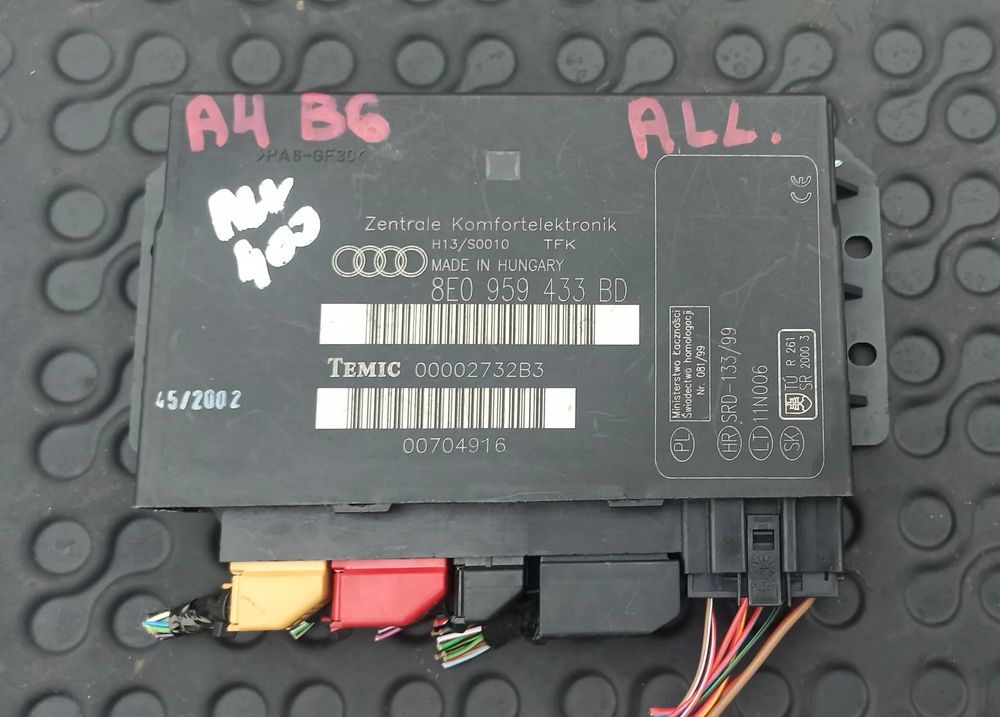 A4 B6
ALL.
>PA6-GF30<
CE
Zentrale Komfortelektronik
H13/S0010 TFK
MADE IN HUNGARY
8E0 959 433 BD
TEMIC 00002732B3
45/2002
00704916
Ministerstwo Łączności
Świadectwo homologacji
Nr. 081/99
PL
SRD-133/99
HR
11N006
LT
TÚ R 261
SR 2000 3
SK